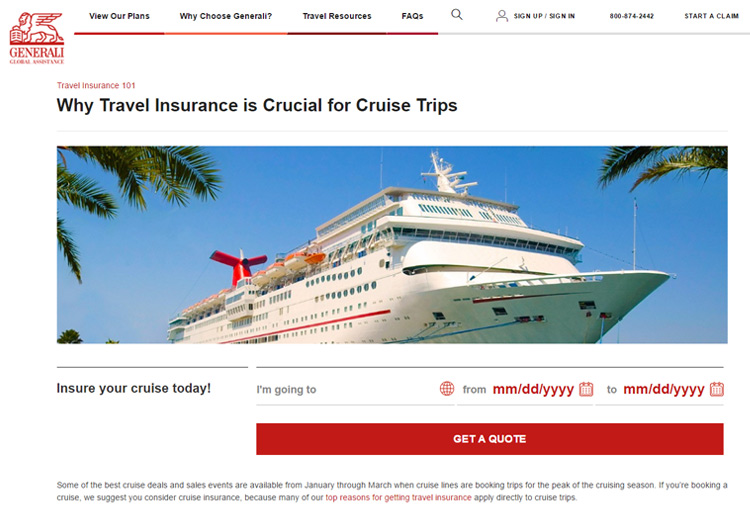 View Our Plans Why Choose Generali? Travel Resources FAQs SIGN UP / SIGN IN 800-874-2442 START A CLAIM
GENERALI
GLOBAL ASSISTANCE
Travel Insurance 101
Why Travel Insurance is Crucial for Cruise Trips
Insure your cruise today! I'm going to from mm/dd/yyyy to mm/dd/yyyy
GET A QUOTE
Some of the best cruise deals and sales events are available from January through March when cruise lines are booking trips for the peak of the cruising season. If you're booking a
cruise, we suggest you consider cruise insurance, because many of our top reasons for getting travel insurance apply directly to cruise trips.